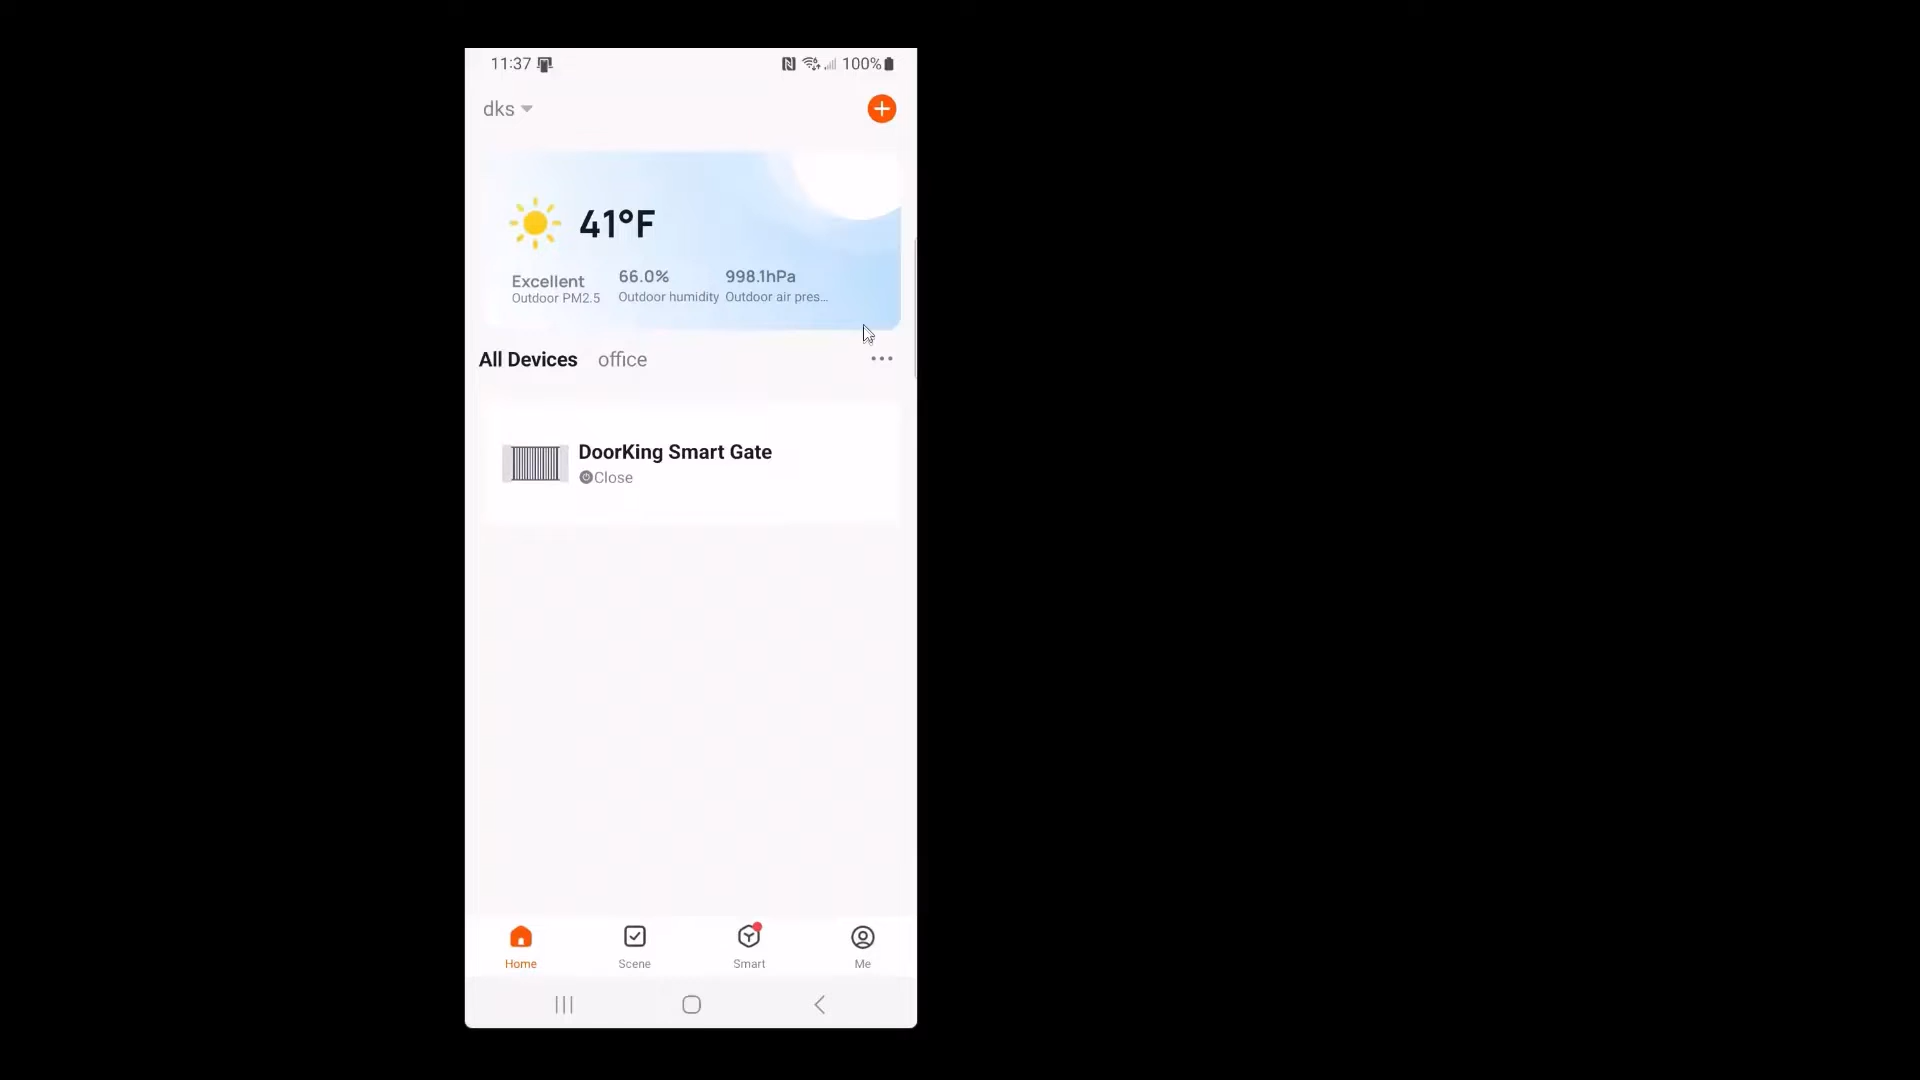 11:37 100%
dks
41°F
Excellent 66.0% 998.1hPa
Outdoor PM2.5 Outdoor humidity Outdoor air pres...
All Devices office
DoorKing Smart Gate
Close
Home Scene Smart Me